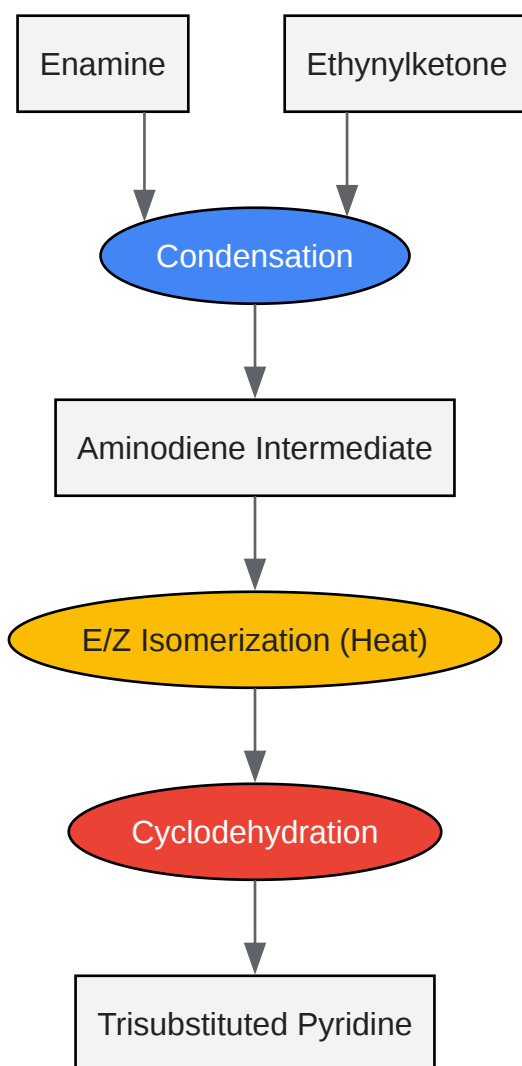 Enamine
Ethynylketone
Condensation
Aminodiene Intermediate
E/Z Isomerization (Heat)
Cyclodehydration
Trisubstituted Pyridine